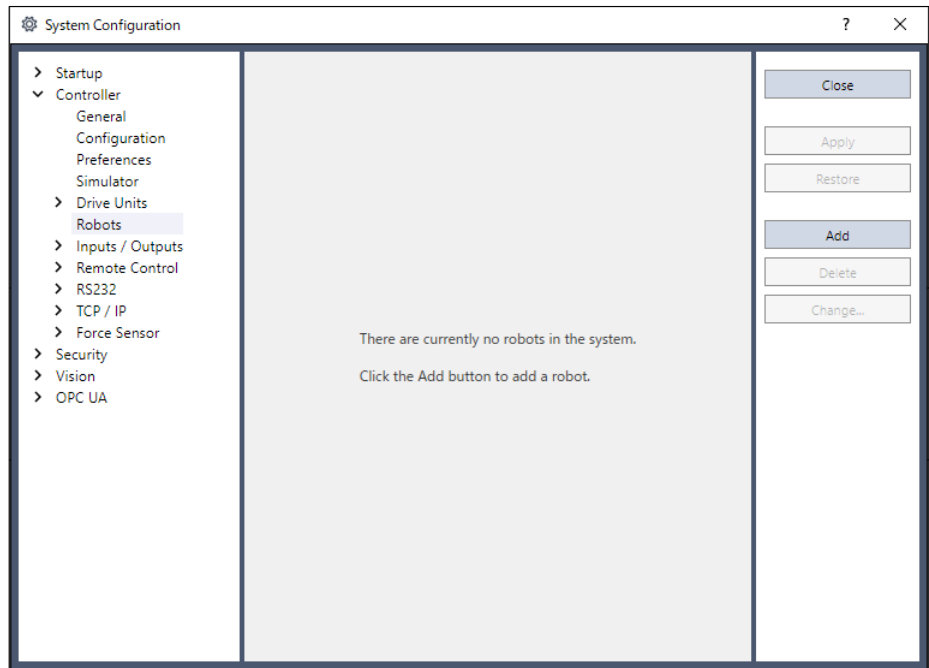 System Configuration
?
Startup
Controller
General
Configuration
Preferences
Simulator
Drive Units
Robots
Inputs / Outputs
Remote Control
RS232
TCP / IP
Force Sensor
Security
Vision
OPC UA
There are currently no robots in the system.
Click the Add button to add a robot.
Close
Apply
Restore
Add
Delete
Change...